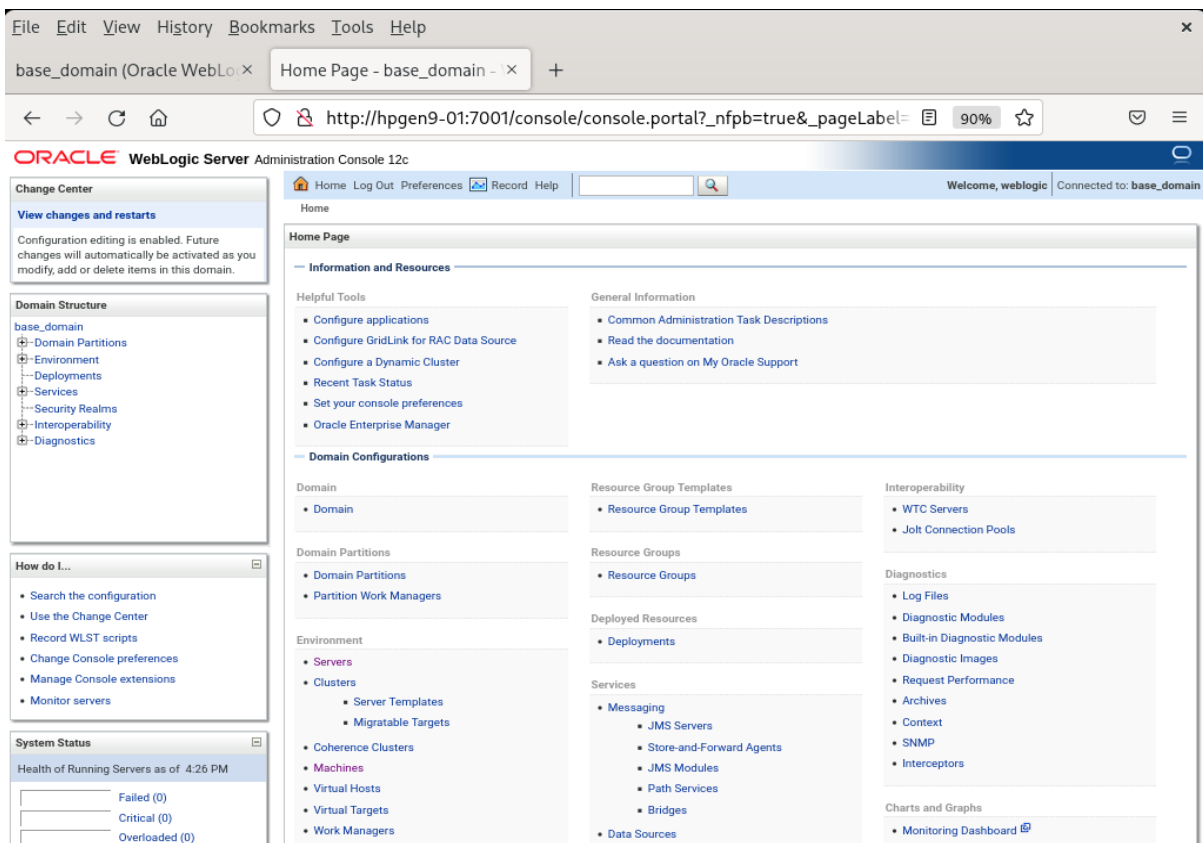 File Edit View History Bookmarks Tools Help
base_domain (Oracle WebLo
Home Page - base_domain -
http://hpgen9-01:7001/console/console.portal?_nfpb=true&_pageLabel=
90%
ORACLE WebLogic Server Administration Console 12c
Change Center
View changes and restarts
Configuration editing is enabled. Future
changes will automatically be activated as you
modify, add or delete items in this domain.
Domain Structure
base_domain
Domain Partitions
Environment
Deployments
Services
Security Realms
Interoperability
Diagnostics
How do I...
Search the configuration
Use the Change Center
Record WLST scripts
Change Console preferences
Manage Console extensions
Monitor servers
System Status
Health of Running Servers as of 4:26 PM
Failed (0)
Critical (0)
Overloaded (0)
Home Log Out Preferences Record Help
Welcome, weblogic
Connected to: base_domain
Home
Home Page
Information and Resources
Helpful Tools
Configure applications
Configure GridLink for RAC Data Source
Configure a Dynamic Cluster
Recent Task Status
Set your console preferences
Oracle Enterprise Manager
General Information
Common Administration Task Descriptions
Read the documentation
Ask a question on My Oracle Support
Domain Configurations
Domain
Domain
Domain Partitions
Domain Partitions
Partition Work Managers
Environment
Servers
Clusters
Server Templates
Migratable Targets
Coherence Clusters
Machines
Virtual Hosts
Virtual Targets
Work Managers
Resource Group Templates
Resource Group Templates
Resource Groups
Resource Groups
Deployed Resources
Deployments
Services
Messaging
JMS Servers
Store-and-Forward Agents
JMS Modules
Path Services
Bridges
Data Sources
Interoperability
WTC Servers
Jolt Connection Pools
Diagnostics
Log Files
Diagnostic Modules
Built-in Diagnostic Modules
Diagnostic Images
Request Performance
Archives
Context
SNMP
Interceptors
Charts and Graphs
Monitoring Dashboard